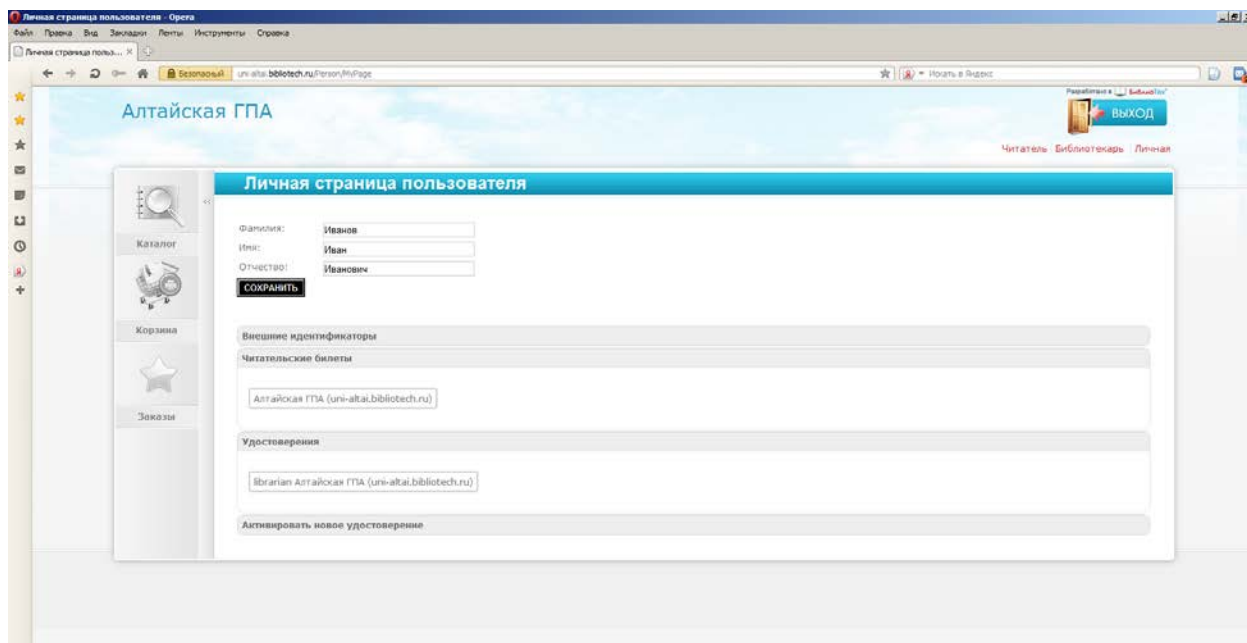 Личная страница пользователя - Opera
Файл Правка Вид Закладки Ленты Инструменты Справка
Личная страница польз...
Безопасный uni-altai.bibliotech.ru/Person/MyPage Искать в Яндекс
Разработано в Библиотех
Алтайская ГПА
ВЫХОД
Читатель Библиотекарь Личная
Личная страница пользователя
Фамилия: Иванов
Каталог
Имя: Иван
Отчество: Иванович
СОХРАНИТЬ
Корзина
Внешние идентификаторы
Читательские билеты
Алтайская ГПА (uni-altai.bibliotech.ru)
Заказы
Удостоверения
librarian Алтайская ГПА (uni-altai.bibliotech.ru)
Активировать новое удостоверение